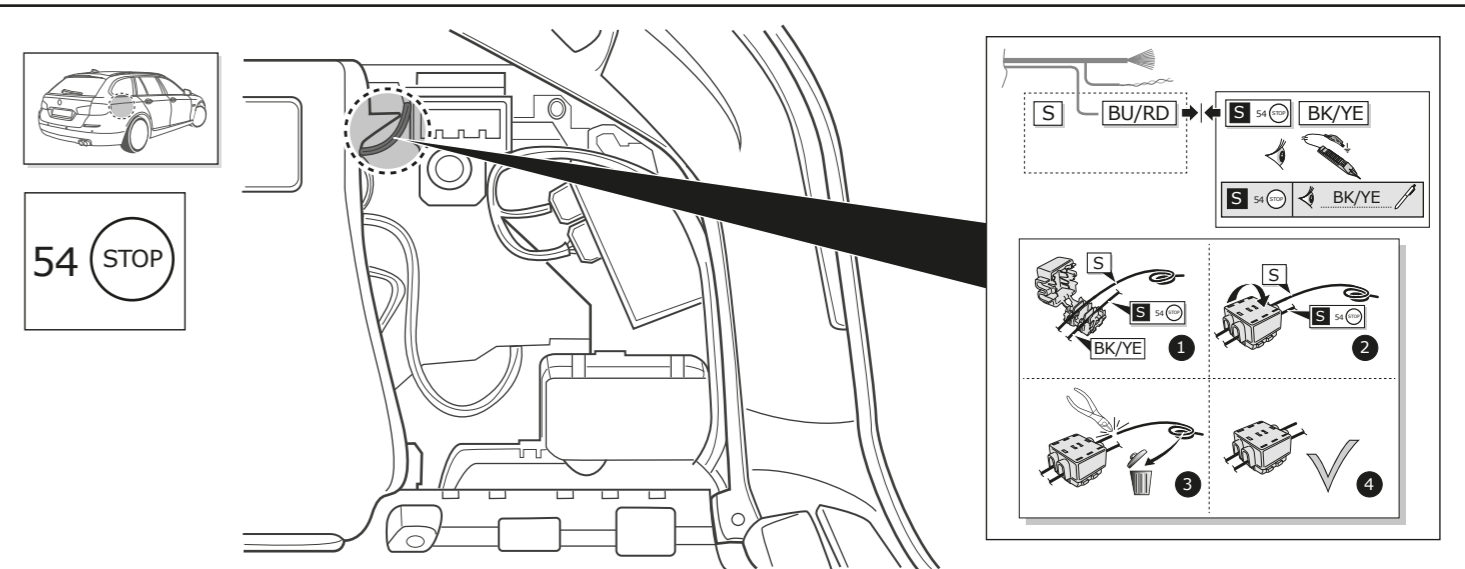 54 STOP
S BU/RD S 54 STOP BK/YE
S 54 STOP BK/YE
S
S 54 STOP
BK/YE
1
S
S 54 STOP
2
3
4